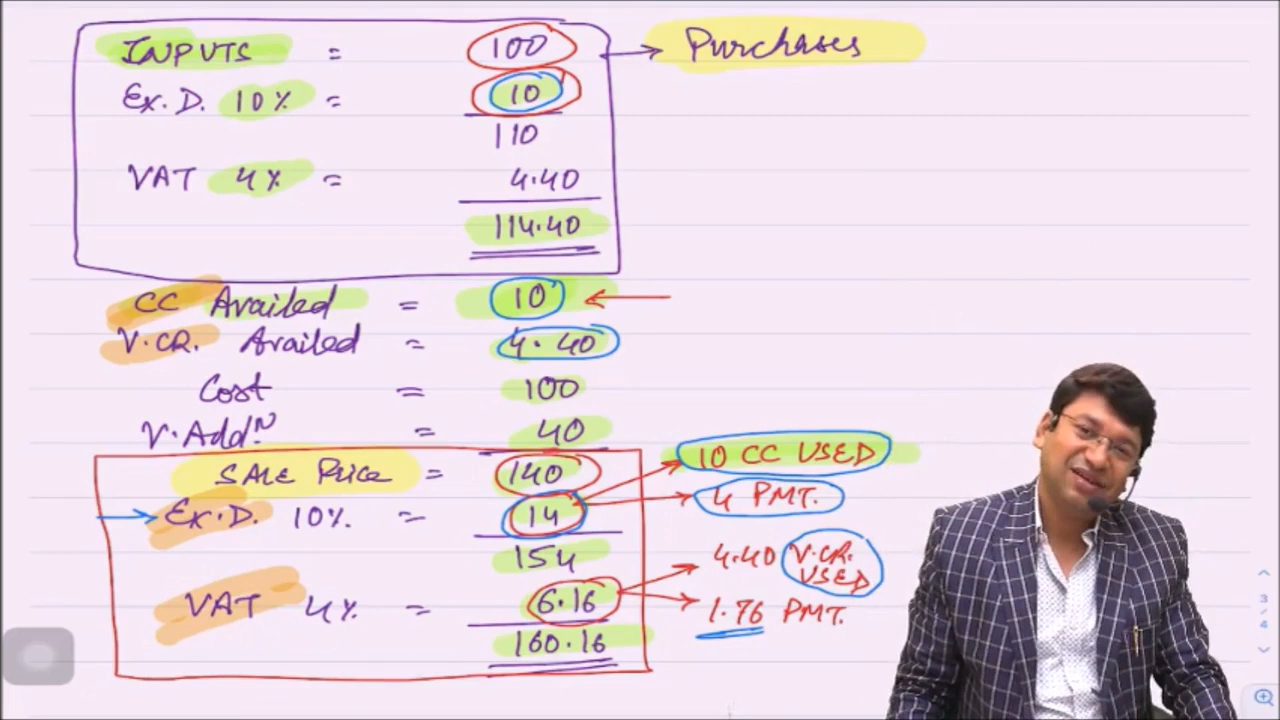 INPUTS = 100 → Purchases
Ex.D. 10% = 10
110
VAT 4% = 4.40
114.40
CC Availed = 10 ←
V.CR. Availed = 4.40
Cost = 100
V.Addⁿ = 40
SALE Price = 140
10 CC USED
Ex.D. 10% = 14
4 PMT.
154
4.40 V.CR. USED
VAT 4% = 6.16
1.76 PMT.
160.16
3/4